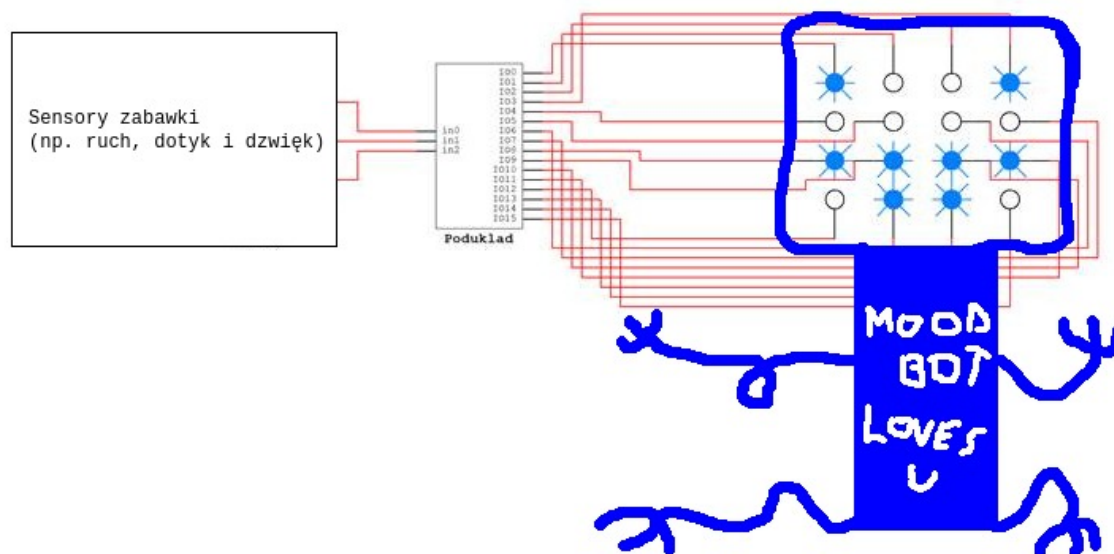 Sensory zabawki
(np. ruch, dotyk i dzwięk)
in0
in1
in2
IO0
IO1
IO2
IO3
IO4
IO5
IO6
IO7
IO8
IO9
IO10
IO11
IO12
IO13
IO14
IO15
Poduklad
MOOD
BOT
LOVES
U